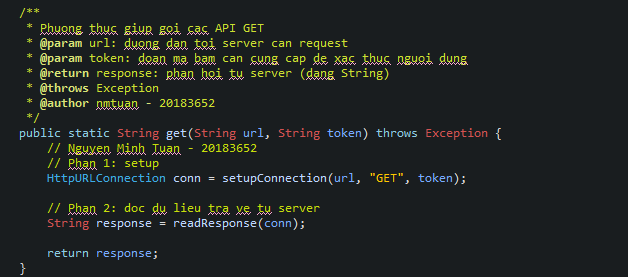 /**
* Phuong thuc giup goi cac API GET
* @param url: duong dan toi server can request
* @param token: doan ma bam can cung cap de xac thuc nguoi dung
* @return response: phan hoi tu server (dang String)
* @throws Exception
* @author nmtuan - 20183652
*/
public static String get(String url, String token) throws Exception {
// Nguyen Minh Tuan - 20183652
// Phan 1: setup
HttpURLConnection conn = setupConnection(url, "GET", token);
// Phan 2: doc du lieu tra ve tu server
String response = readResponse(conn);
return response;
}